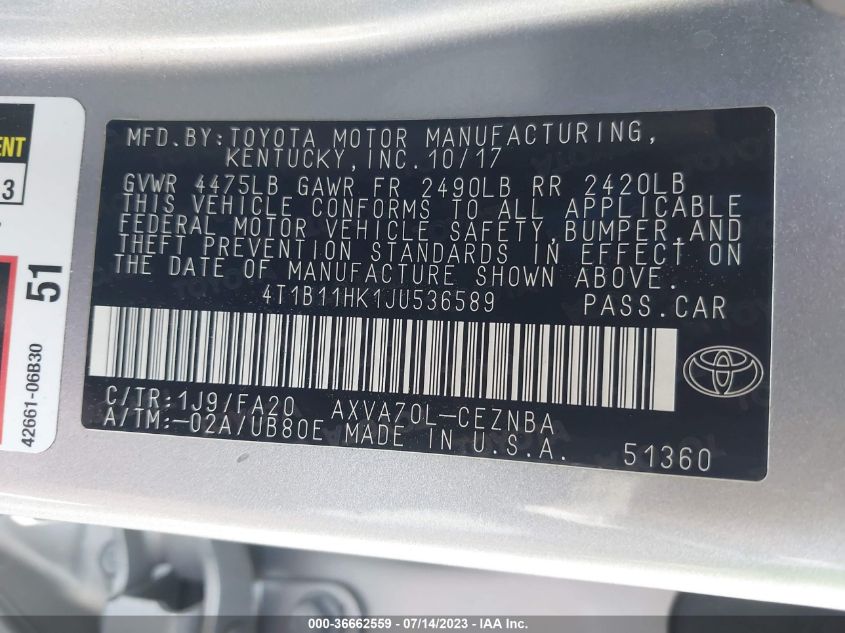 ENT
3
51
42661-06B30
MFD.BY:TOYOTA MOTOR MANUFACTURING,
KENTUCKY, INC. 10/17
GVWR 4475LB GAWR FR 2490LB RR 2420LB
THIS VEHICLE CONFORMS TO ALL APPLICABLE
FEDERAL MOTOR VEHICLE SAFETY, BUMPER, AND
THEFT PREVENTION STANDARDS IN EFFECT ON
THE DATE OF MANUFACTURE SHOWN ABOVE.
4T1B11HK1JU536589 PASS.CAR
C/TR:1J9/FA20 AXVA70L-CEZNBA
A/TM:-02A/UB80E MADE IN U.S.A. 51360
000-36662559 - 07/14/2023 - IAA Inc.